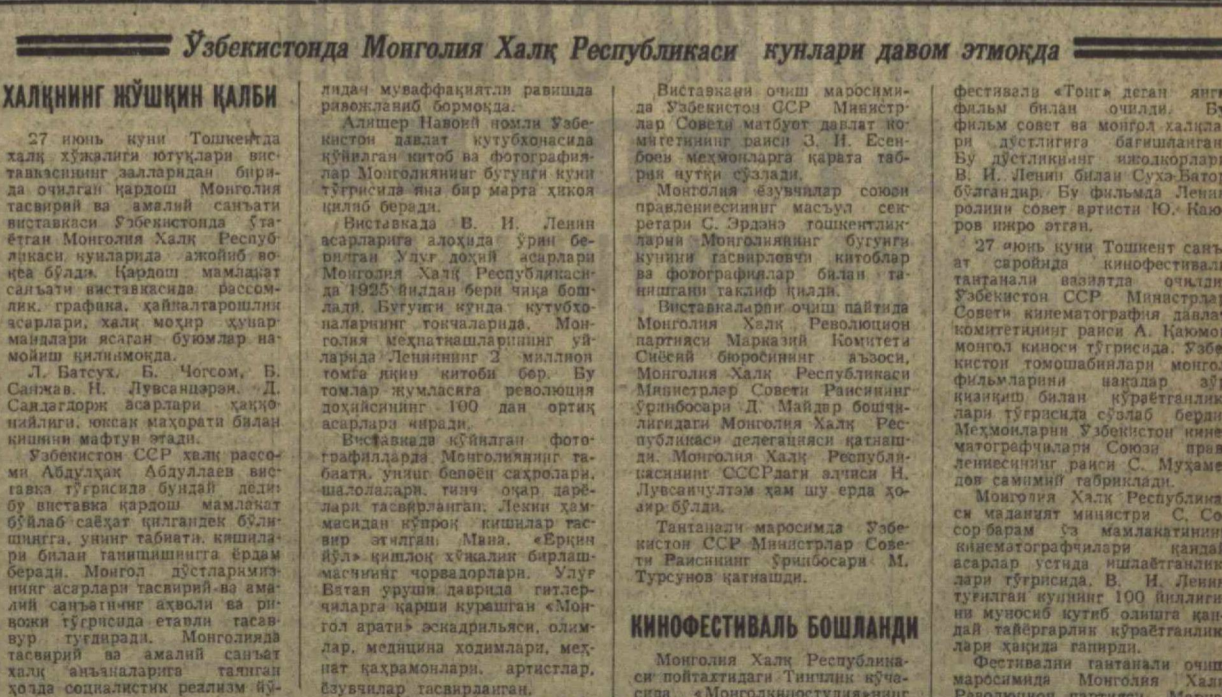 Ўзбекистонда Монголия Халқ Республикаси кунлари давом этмоқда
ХАЛҚНИНГ ЖЎШҚИН ҚАЛБИ
27 июнь куни Тошкентда
халқ хўжалиги ютуқлари вис-
тавкасининг залларидан бири-
да очилган қардош Монголия
тасвирий ва амалий санъати
виставкаси Ўзбекистонда ўта-
ётган Монголия Халқ Респуб-
ликаси кунларида ажойиб во-
қеа бўлди. Қардош мамлакат
санъати виставкасида рассом-
лик, графика, ҳайкалтарошлик
асарлари, халқ моҳир ҳунар-
мандлари ясаган буюмлар на-
мойиш қилинмоқда.
Л. Батсух, Б. Чогсом, Б.
Санжав, Н. Лувсанцэрэн, Д.
Сандагдорж асарлари ҳаққо-
нийлиги, юксак маҳорати билан
кишини мафтун этади.
Ўзбекистон ССР халқ рассо-
ми Абдулҳақ Абдуллаев вис-
тавка тўғрисида бундай деди:
бу виставка қардош мамлакат
бўйлаб саёҳат қилгандек бўли-
шингга, унинг табиати, кишила-
ри билан танишишингга ёрдам
беради. Монгол дўстларимиз-
нинг асарлари тасвирий ва ама-
лий санъатининг аҳволи ва ри-
вожи тўғрисида етарли тасав-
вур туғдиради. Монголияда
тасвирий ва амалий санъат
халқ анъаналарига таянган
ҳолда социалистик реализм йў-
лидан муваффақиятли равишда
ривожланиб бормоқда.
Алишер Навоий номли Ўзбе-
кистон давлат кутубхонасида
қўйилган китоб ва фотография-
лар Монголиянинг бугунги куни
тўғрисида яна бир марта ҳикоя
қилиб беради.
Виставкада В. И. Ленин
асарларига алоҳида ўрин бе-
рилган Улуғ доҳий асарлари
Монголия Халқ Республикаси-
да 1925 йилдан бери чиқа бош-
лади. Бугунги кунда кутубхо-
наларнинг токчаларида, Мон-
голия меҳнаткашларининг уй-
ларида Лениннинг 2 миллион
томга яқин китоби бор. Бу
томлар жумласига революция
доҳийсининг 100 дан ортиқ
асарлари киради.
Виставкада қўйилган фото-
графияларда Монголиянинг та-
биати, унинг бепоён саҳролари,
шалолалари, тинч оқар дарё-
лари тасвирланган. Лекин ҳам-
масидан кўпроқ кишилар тас-
вир этилган. Мана, «Ёрқин
йўл» қишлоқ хўжалик бирлаш-
масининг чорвадорлари, Улуғ
Ватан уруши даврида гитлер-
чиларга қарши курашган «Мон-
гол арати» эскадрильяси, олим-
лар, медицина ходимлари, меҳ-
нат қаҳрамонлари, артистлар,
ёзувчилар тасвирланган.
Виставкани очиш маросими-
да Ўзбекистон ССР Министр-
лар Совети матбуот давлат ко-
митетининг раиси З. И. Есен-
боев меҳмонларга қарата таб-
рик нутқи сўзлади.
Монголия ёзувчилар союзи
правлениесининг масъул сек-
ретари С. Эрдэнэ тошкентлик-
ларни Монголиянинг бугунги
кунини тасвирловчи китоблар
ва фотографиялар билан та-
нишгани таклиф қилди.
Виставкаларни очиш пайтида
Монголия Халқ Революцион
партияси Марказий Комитети
Сиёсий бюросининг аъзоси,
Монголия Халқ Республикаси
Министрлар Совети Раисининг
ўринбосари Д. Майдар бошчи-
лигидаги Монголия Халқ Рес-
публикаси делегацияси қатнаш-
ди. Монголия Халқ Республи-
касининг СССРдаги элчиси Н.
Лувсанчултэм ҳам шу ерда ҳо-
зир бўлди.
Тантанали маросимда Ўзбе-
кистон ССР Министрлар Сове-
ти Раисининг ўринбосари М.
Турсунов қатнашди.
КИНОФЕСТИВАЛЬ БОШЛАНДИ
Монголия Халқ Республика-
си пойтахтидаги Тинчлик кўча-
сида «Монголкиностудия»нинг
фестивали «Тонг» деган янги
фильм билан очилди. Бу
фильм совет ва монгол халқла-
ри дўстлигига бағишланган.
Бу дўстликнинг ижодкорлари
В. И. Ленин билан Суха-Батор
бўлгандир. Бу фильмда Ленин
ролини совет артисти Ю. Каю-
ров ижро этган.
27 июнь куни Тошкент санъ-
ат саройида кинофестивали
тантанали вазиятда очилди.
Ўзбекистон ССР Министрлар
Совети кинематография давлат
комитетининг раиси А. Қаюмов
монгол киноси тўғрисида, Ўзбе-
кистон томошабинлари монгол
фильмларини нақадар зўр
қизиқиш билан кўраётганлик-
лари тўғрисида сўзлаб берди.
Меҳмонларни Ўзбекистон кине-
матографчилари Союзи прав-
лениесининг раиси С. Муҳаме-
дов самимий табриклади.
Монголия Халқ Республика-
си маданият министри С. Со-
сорбарам ўз мамлакатининг
кинематографчилари қандай
асарлар устида ишлаётганлик-
лари тўғрисида, В. И. Ленин
туғилган кунининг 100 йиллиги-
ни муносиб кутиб олишга қан-
дай тайёргарлик кўраётганлик-
лари ҳақида гапирди.
Фестивални тантанали очиш
маросимида Монголия Халқ